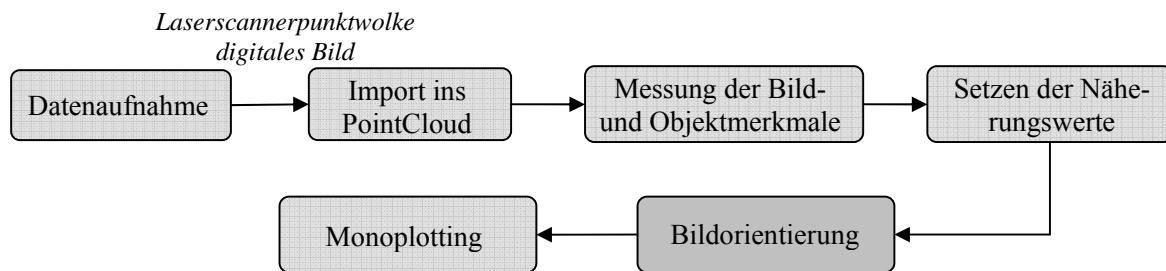 Laserscannerpunktwolke
digitales Bild
Datenaufnahme
Import ins
PointCloud
Messung der Bild-
und Objektmerkmale
Setzen der Nähe-
rungswerte
Monoplotting
Bildorientierung